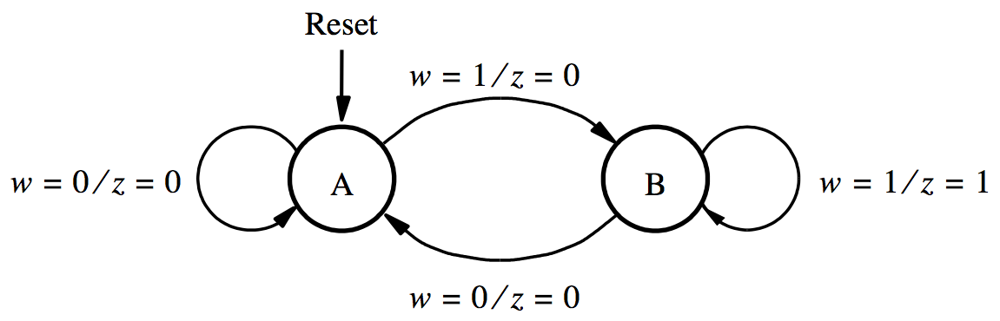 Reset
w = 1/z = 0
w = 0/z = 0
A
B
w = 1/z = 1
w = 0/z = 0